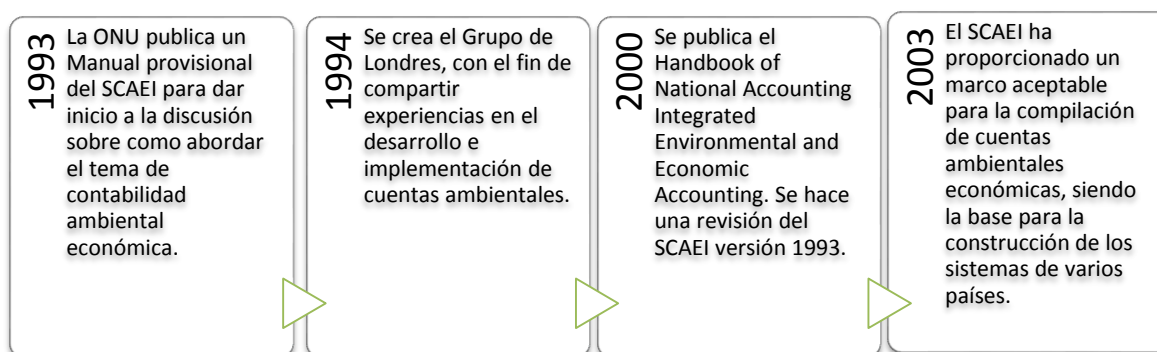 1993
La ONU publica un
Manual provisional
del SCAEI para dar
inicio a la discusión
sobre como abordar
el tema de
contabilidad
ambiental
económica.
1994
Se crea el Grupo de
Londres, con el fin de
compartir
experiencias en el
desarrollo e
implementación de
cuentas ambientales.
2000
Se publica el
Handbook of
National Accounting
Integrated
Environmental and
Economic
Accounting. Se hace
una revisión del
SCAEI versión 1993.
2003
El SCAEI ha
proporcionado un
marco aceptable
para la compilación
de cuentas
ambientales
económicas, siendo
la base para la
construcción de los
sistemas de varios
países.